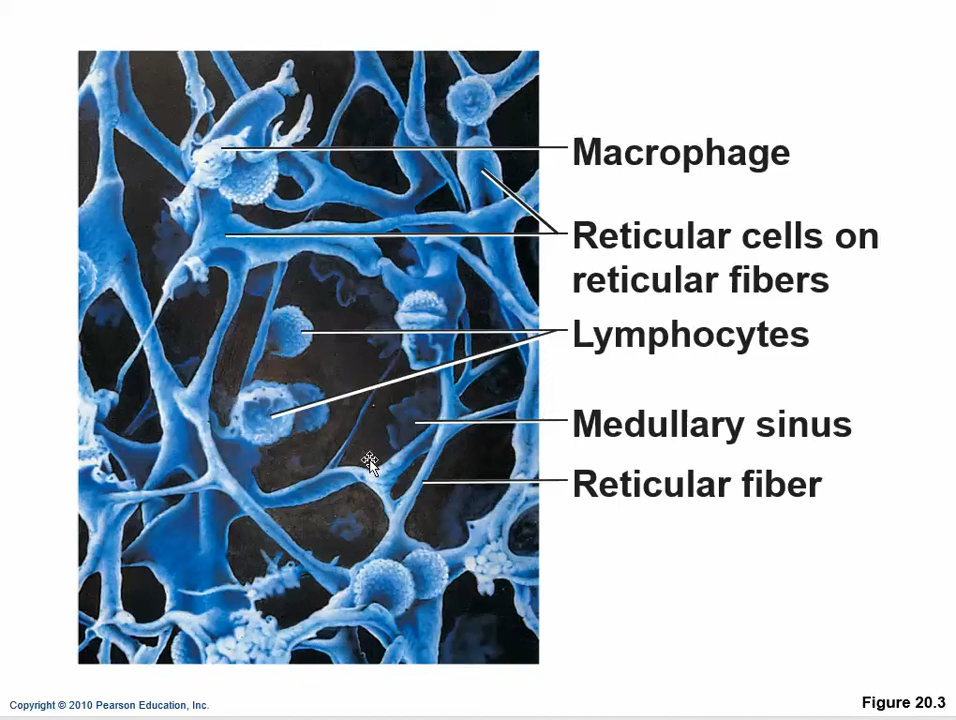 Macrophage
Reticular cells on
reticular fibers
Lymphocytes
Medullary sinus
Reticular fiber
Copyright © 2010 Pearson Education, Inc.
Figure 20.3